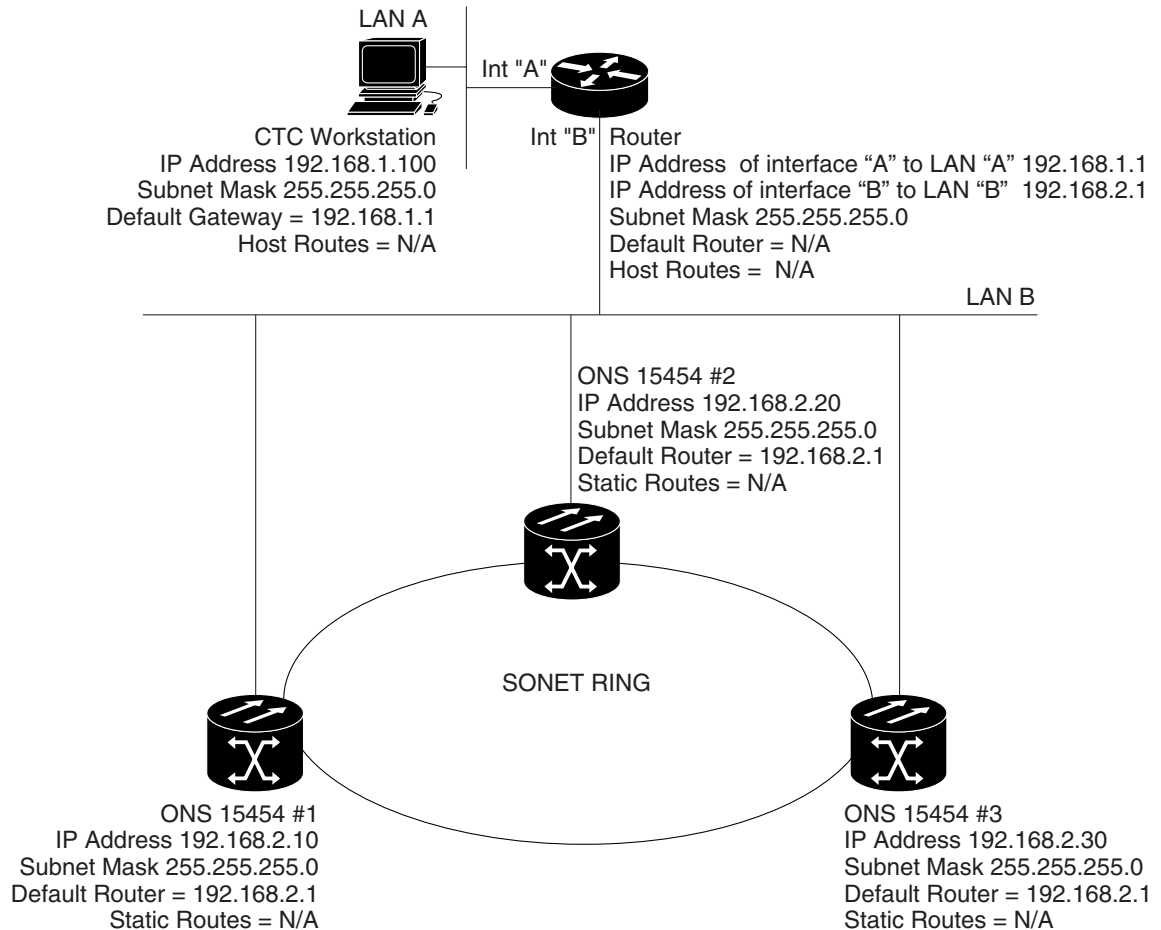 LAN A
Int "A"
CTC Workstation
IP Address 192.168.1.100
Subnet Mask 255.255.255.0
Default Gateway = 192.168.1.1
Host Routes = N/A
Int "B"
Router
IP Address of interface “A” to LAN “A” 192.168.1.1
IP Address of interface “B” to LAN “B” 192.168.2.1
Subnet Mask 255.255.255.0
Default Router = N/A
Host Routes = N/A
LAN B
ONS 15454 #2
IP Address 192.168.2.20
Subnet Mask 255.255.255.0
Default Router = 192.168.2.1
Static Routes = N/A
SONET RING
ONS 15454 #1
IP Address 192.168.2.10
Subnet Mask 255.255.255.0
Default Router = 192.168.2.1
Static Routes = N/A
ONS 15454 #3
IP Address 192.168.2.30
Subnet Mask 255.255.255.0
Default Router = 192.168.2.1
Static Routes = N/A